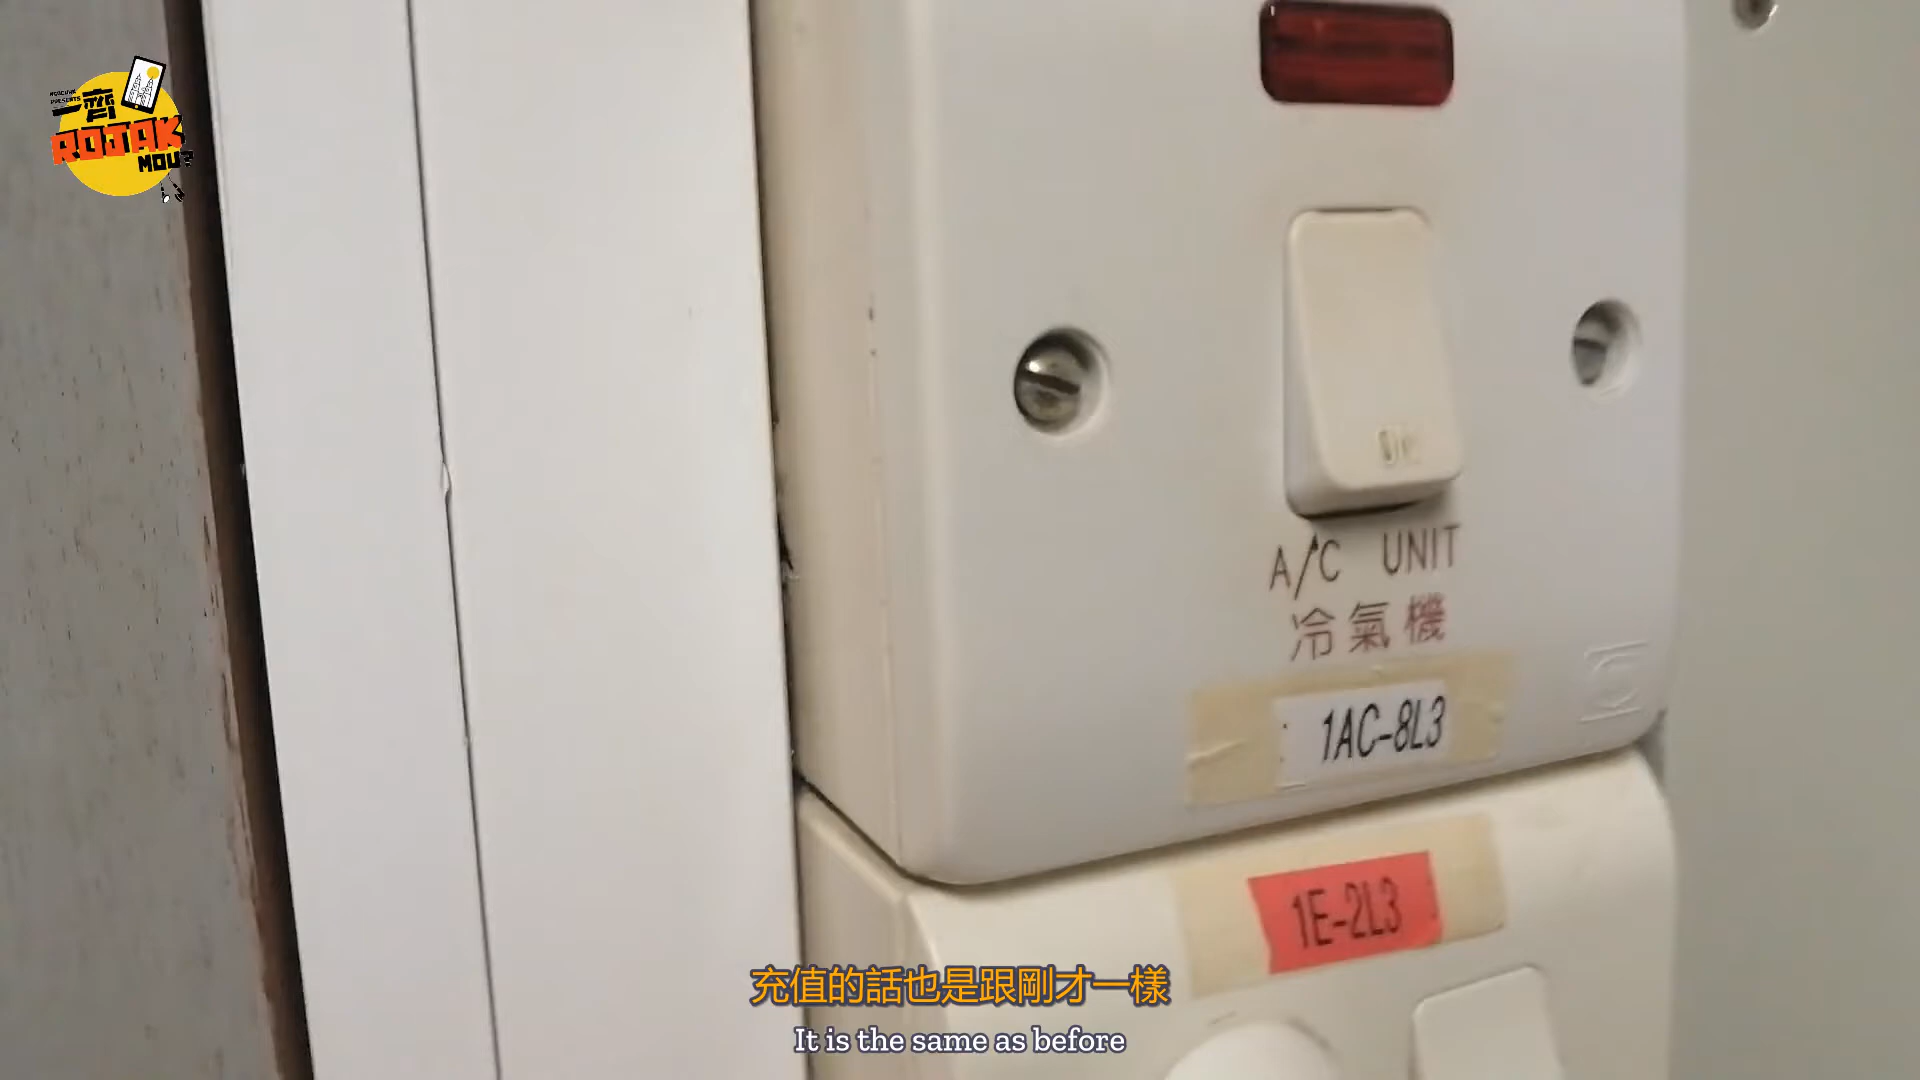 一齊
ROJAK
MOU?
A/C UNIT
冷氣機
1AC-8L3
1E-2L3
充值的話也是跟剛才一樣
It is the same as before